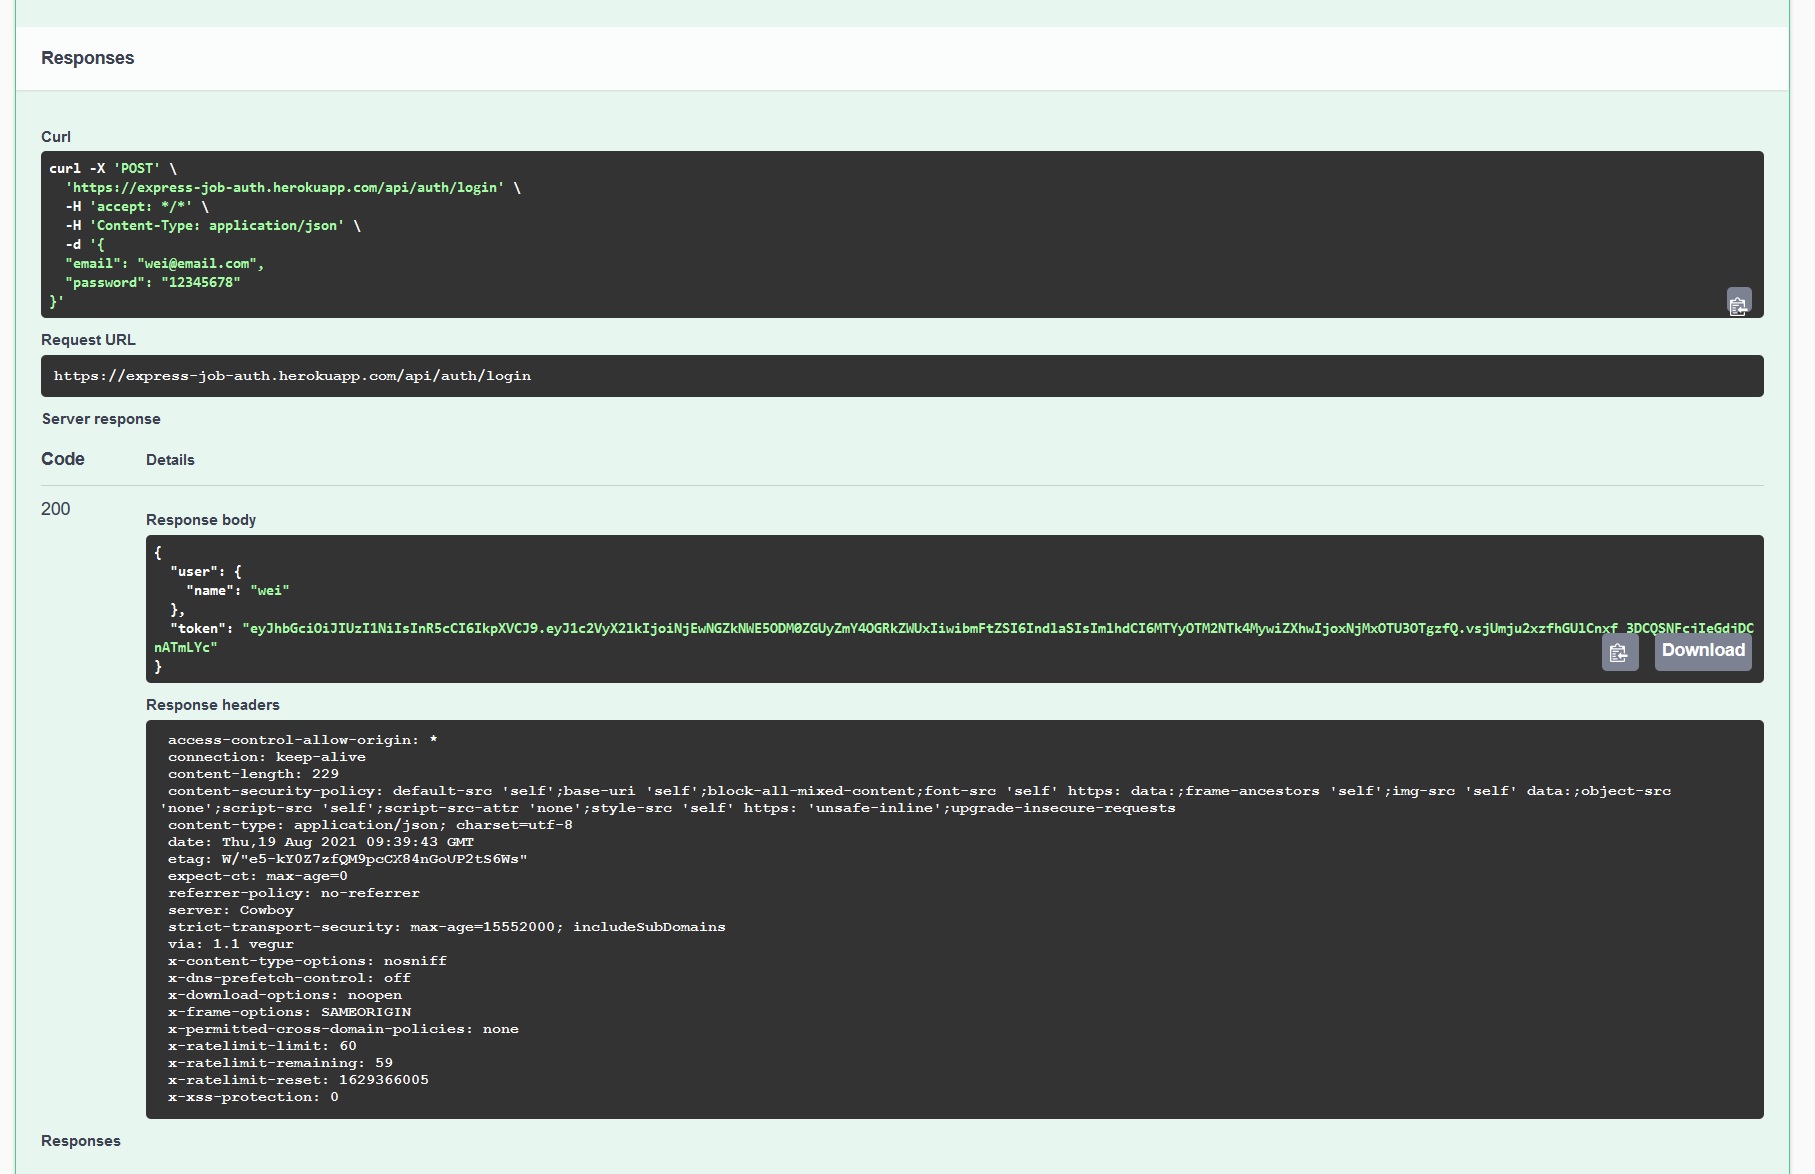 Responses
Curl
curl -X 'POST' \
  'https://express-job-auth.herokuapp.com/api/auth/login' \
  -H 'accept: */*' \
  -H 'Content-Type: application/json' \
  -d '{
  "email": "wei@email.com",
  "password": "12345678"
}'
Request URL
https://express-job-auth.herokuapp.com/api/auth/login
Server response
Code Details
200
Response body
{
  "user": {
    "name": "wei"
  },
  "token": "eyJhbGciOiJIUzI1NiIsInR5cCI6IkpXVCJ9.eyJ1c2VyX2lkIjoiNjEwNGZkNWE5ODM0ZGUyZmY4OGRkZWUxIiwibmFtZSI6IndlaSIsImlhdCI6MTYyOTM2NTk4MywiZXhwIjoxNjMxOTU3OTgzfQ.vsjUmju2xzfhGUlCnxf_3DCQSNFcjIeGdjDC
nATmLYc"
}
Download
Response headers
access-control-allow-origin: *
connection: keep-alive
content-length: 229
content-security-policy: default-src 'self';base-uri 'self';block-all-mixed-content;font-src 'self' https: data:;frame-ancestors 'self';img-src 'self' data:;object-src
'none';script-src 'self';script-src-attr 'none';style-src 'self' https: 'unsafe-inline';upgrade-insecure-requests
content-type: application/json; charset=utf-8
date: Thu,19 Aug 2021 09:39:43 GMT
etag: W/"e5-kY0Z7zfQM9pcCX84nGoUP2tS6Ws"
expect-ct: max-age=0
referrer-policy: no-referrer
server: Cowboy
strict-transport-security: max-age=15552000; includeSubDomains
via: 1.1 vegur
x-content-type-options: nosniff
x-dns-prefetch-control: off
x-download-options: noopen
x-frame-options: SAMEORIGIN
x-permitted-cross-domain-policies: none
x-ratelimit-limit: 60
x-ratelimit-remaining: 59
x-ratelimit-reset: 1629366005
x-xss-protection: 0
Responses